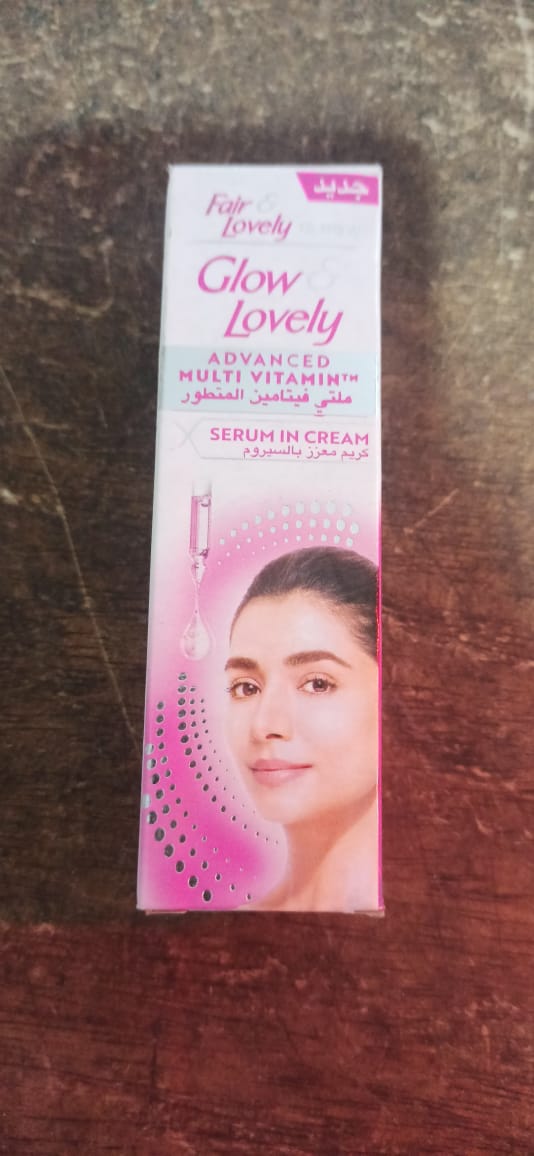 جديد
Fair &
Lovely
Glow &
Lovely
ADVANCED
MULTI VITAMIN™
ملتي فيتامين المتطور
SERUM IN CREAM
كريم معزز بالسيروم